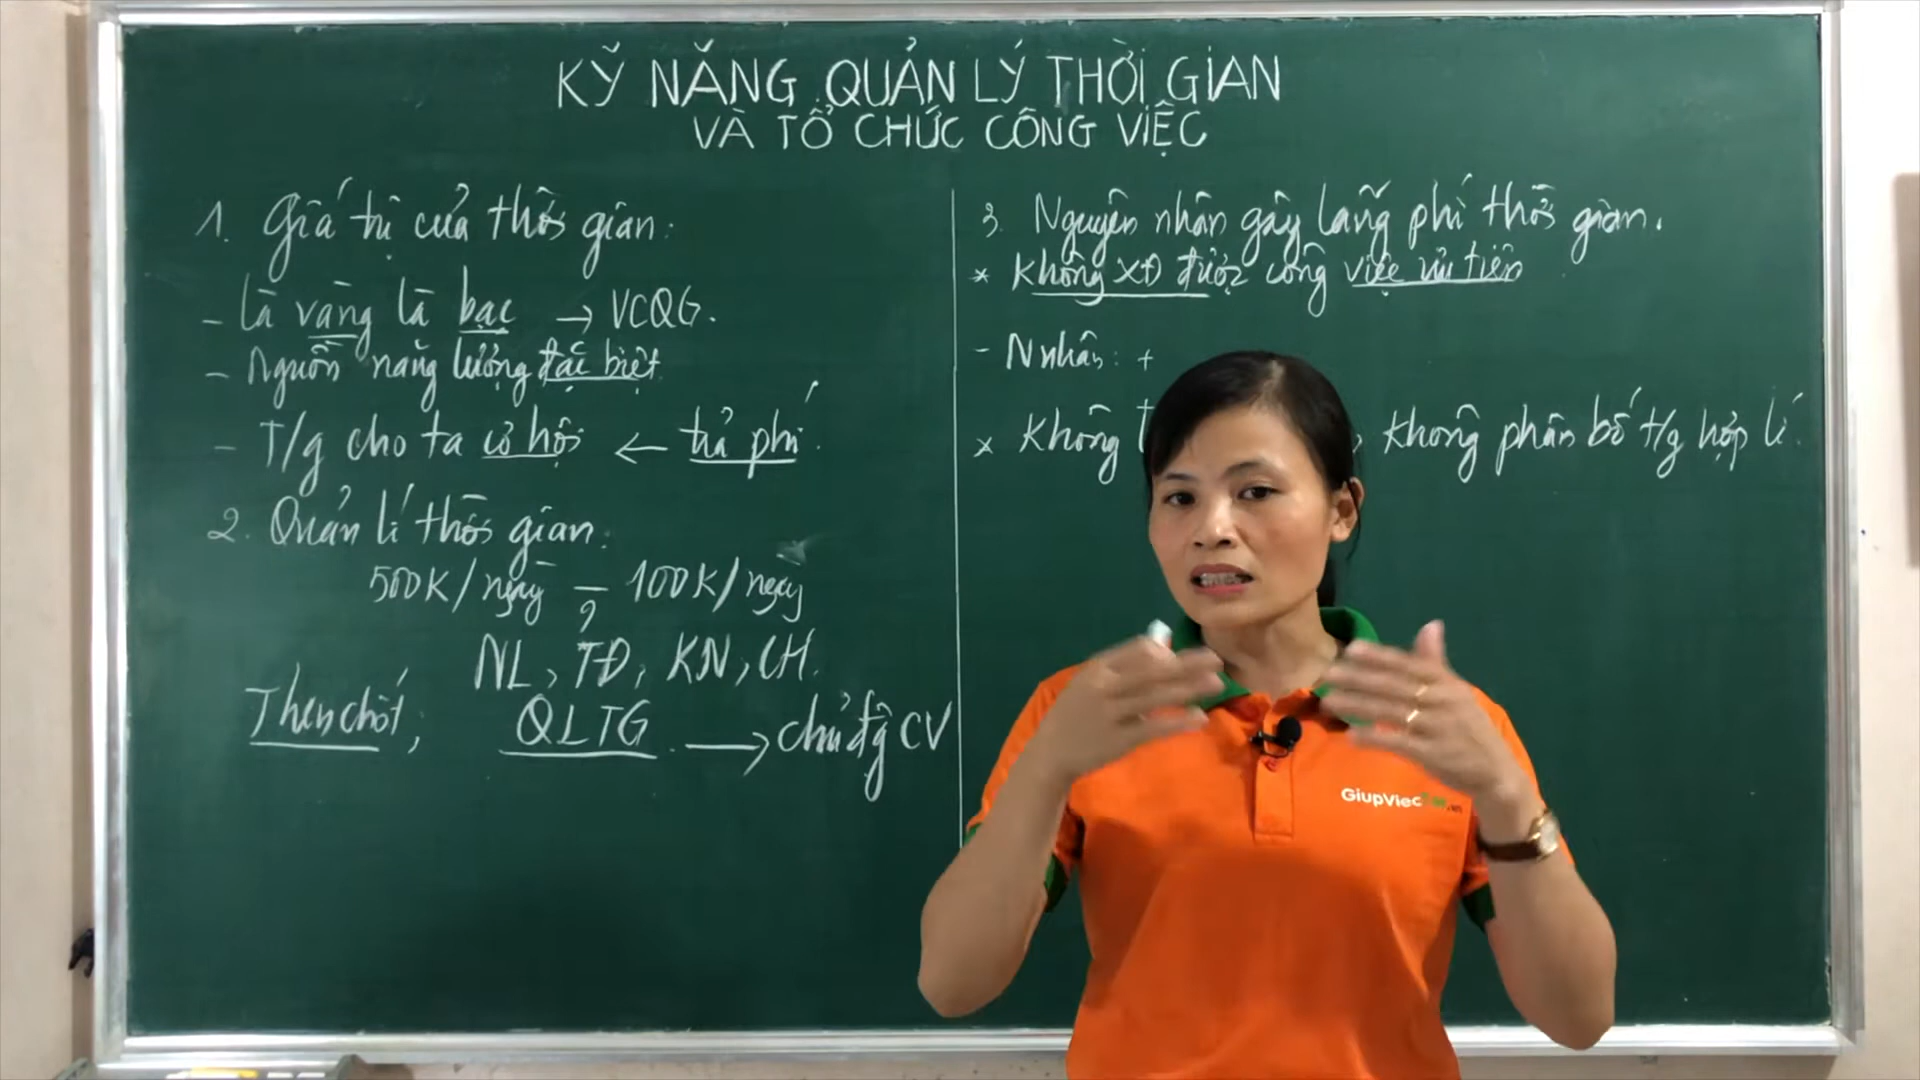 KỸ NĂNG QUẢN LÝ THỜI GIAN
VÀ TỔ CHỨC CÔNG VIỆC
1. Giá trị của thời gian:
- là vàng là bạc → VCQG.
- Nguồn năng lượng đặc biệt
- T/g cho ta cơ hội ← trả phí.
2. Quản lí thời gian:
500K/ngày - 100K/ngày
?
NL, TĐ, KN, CH.
Then chốt; QLTG → chủ độg CV
3. Nguyên nhân gây lãng phí thời gian.
* Không XĐ được công việc ưu tiên
- N nhân: +
* Không , không phân bố t/g hợp lí.
GiupViec